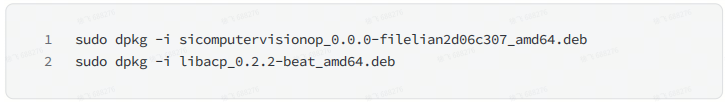 1 sudo dpkg -i sicomputervisionop_0.0.0-filelian2d06c307_amd64.deb
2 sudo dpkg -i libacp_0.2.2-beat_amd64.deb